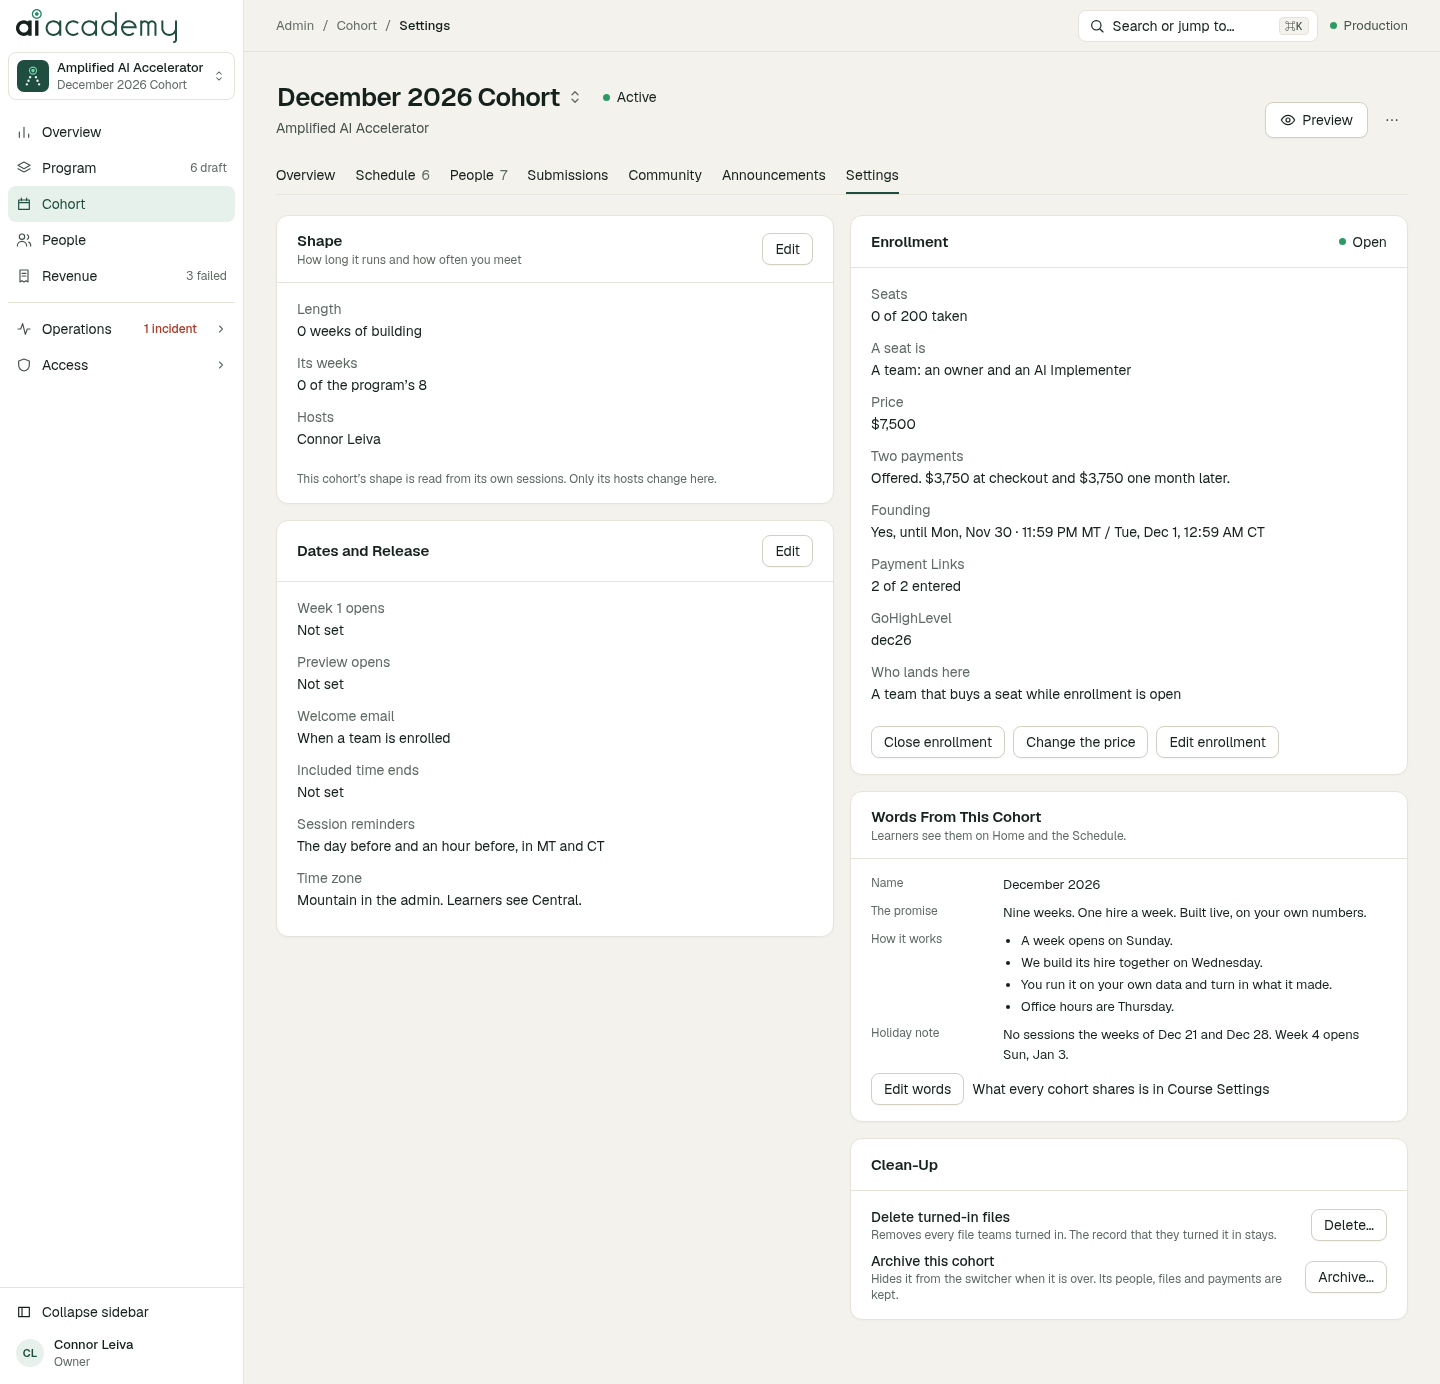 ai academy
Amplified AI Accelerator
December 2026 Cohort
Overview
Program 6 draft
Cohort
People
Revenue 3 failed
Operations 1 incident
Access
Collapse sidebar
CL
Connor Leiva
Owner
Admin / Cohort / Settings
Search or jump to… ⌘K
Production
December 2026 Cohort
Active
Amplified AI Accelerator
Preview
Overview Schedule 6 People 7 Submissions Community Announcements Settings
Shape
How long it runs and how often you meet
Edit
Length
0 weeks of building
Its weeks
0 of the program’s 8
Hosts
Connor Leiva
This cohort’s shape is read from its own sessions. Only its hosts change here.
Dates and Release
Edit
Week 1 opens
Not set
Preview opens
Not set
Welcome email
When a team is enrolled
Included time ends
Not set
Session reminders
The day before and an hour before, in MT and CT
Time zone
Mountain in the admin. Learners see Central.
Enrollment
Open
Seats
0 of 200 taken
A seat is
A team: an owner and an AI Implementer
Price
$7,500
Two payments
Offered. $3,750 at checkout and $3,750 one month later.
Founding
Yes, until Mon, Nov 30 · 11:59 PM MT / Tue, Dec 1, 12:59 AM CT
Payment Links
2 of 2 entered
GoHighLevel
dec26
Who lands here
A team that buys a seat while enrollment is open
Close enrollment
Change the price
Edit enrollment
Words From This Cohort
Learners see them on Home and the Schedule.
Name
December 2026
The promise
Nine weeks. One hire a week. Built live, on your own numbers.
How it works
• A week opens on Sunday.
• We build its hire together on Wednesday.
• You run it on your own data and turn in what it made.
• Office hours are Thursday.
Holiday note
No sessions the weeks of Dec 21 and Dec 28. Week 4 opens
Sun, Jan 3.
Edit words
What every cohort shares is in Course Settings
Clean-Up
Delete turned-in files
Removes every file teams turned in. The record that they turned it in stays.
Delete…
Archive this cohort
Hides it from the switcher when it is over. Its people, files and payments are
kept.
Archive…